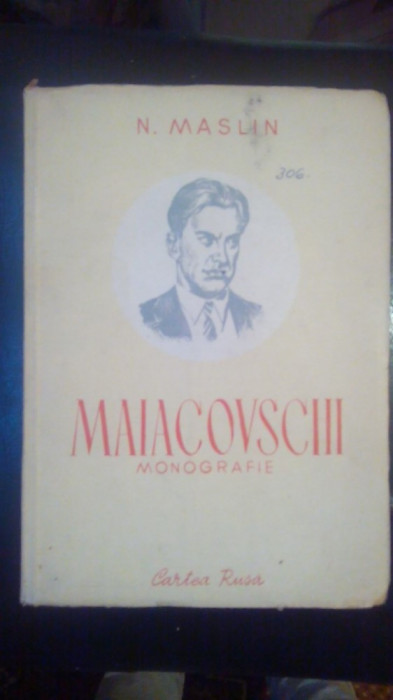 N. MASLIN
306.
MAIACOVSCHI
MONOGRAFIE
Cartea Rusă